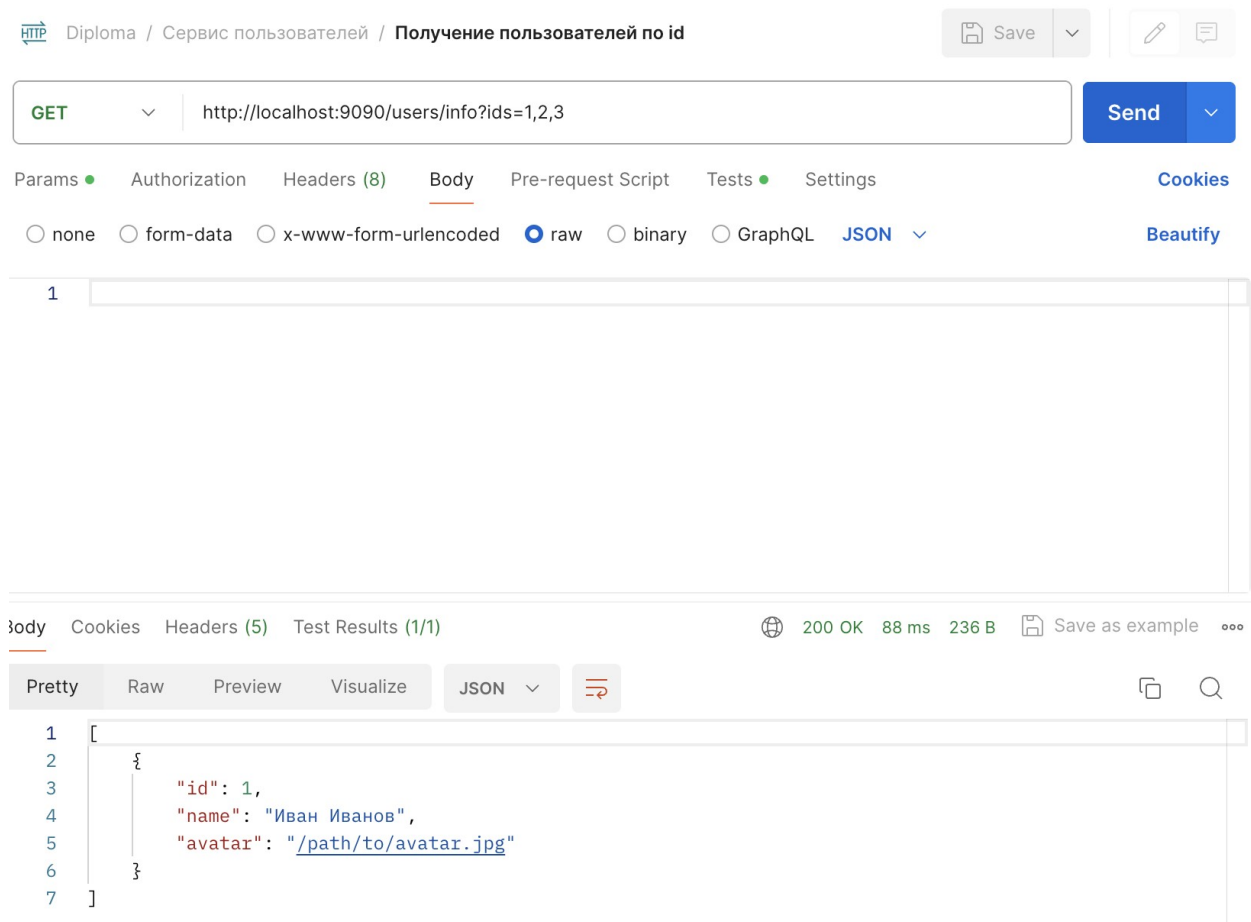 HTTP Diploma / Сервис пользователей / Получение пользователей по id Save
GET http://localhost:9090/users/info?ids=1,2,3 Send
Params Authorization Headers (8) Body Pre-request Script Tests Settings Cookies
none form-data x-www-form-urlencoded raw binary GraphQL JSON Beautify
1
Body Cookies Headers (5) Test Results (1/1) 200 OK 88 ms 236 B Save as example
Pretty Raw Preview Visualize JSON
1 [
2 {
3 "id": 1,
4 "name": "Иван Иванов",
5 "avatar": "/path/to/avatar.jpg"
6 }
7 ]